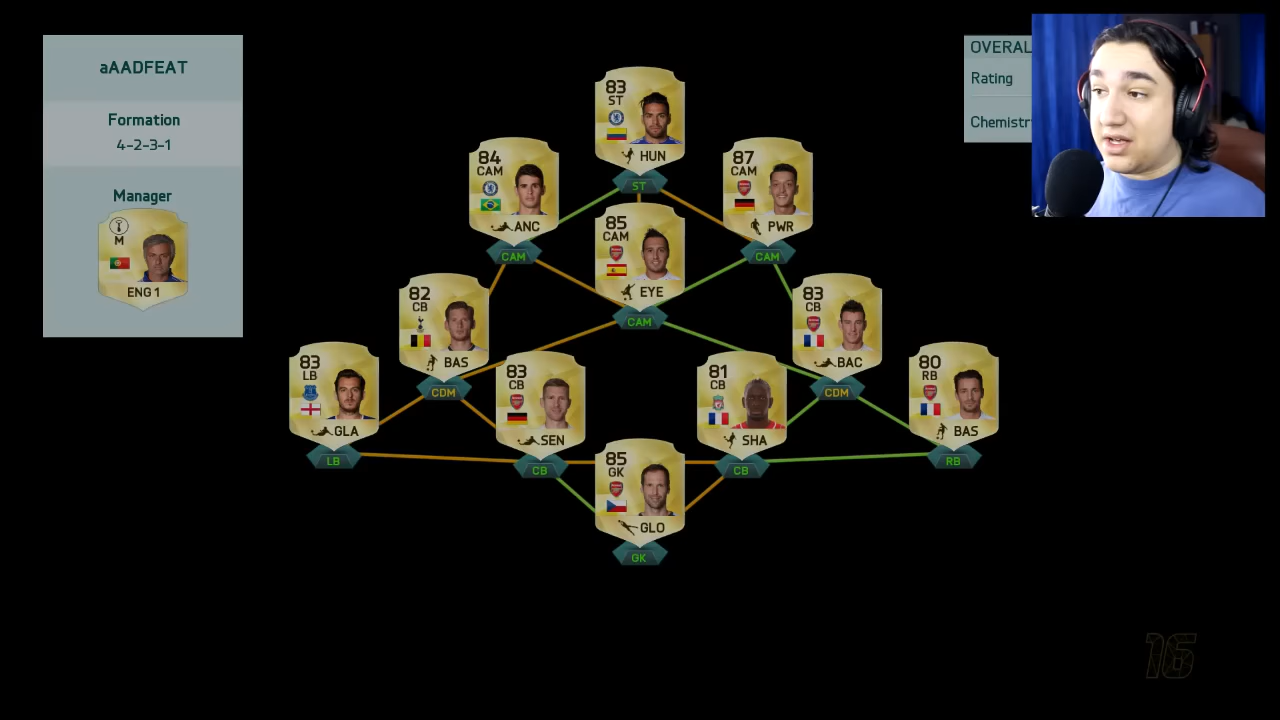 aAADFEAT
Formation
4-2-3-1
Manager
M
ENG 1
OVERAL
Rating
Chemistr
83
ST
HUN
ST
84
CAM
ANC
CAM
87
CAM
PWR
CAM
85
CAM
EYE
CAM
82
CB
BAS
CDM
83
CB
BAC
CDM
83
LB
GLA
LB
83
CB
SEN
CB
81
CB
SHA
CB
80
RB
BAS
RB
85
GK
GLO
GK
16